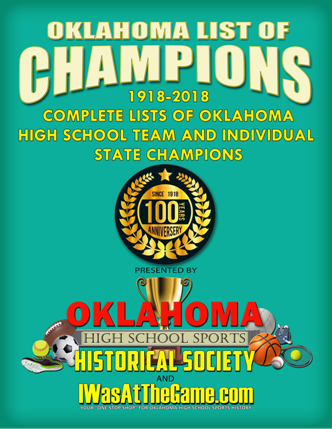 OKLAHOMA LIST OF
CHAMPIONS
1918-2018
COMPLETE LISTS OF OKLAHOMA
HIGH SCHOOL TEAM AND INDIVIDUAL
STATE CHAMPIONS
SINCE 1918
100 YEARS
ANNIVERSERY
PRESENTED BY
OKLAHOMA
HIGH SCHOOL SPORTS
HISTORICAL SOCIETY
AND
IWasAtTheGame.com
YOUR "ONE STOP SHOP" FOR OKLAHOMA HIGH SCHOOL SPORTS HISTORY